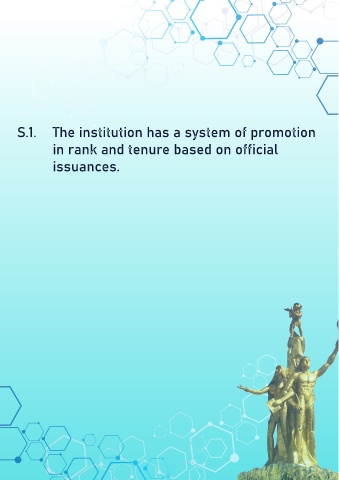 S.1. The institution has a system of promotion
in rank and tenure based on official
issuances.